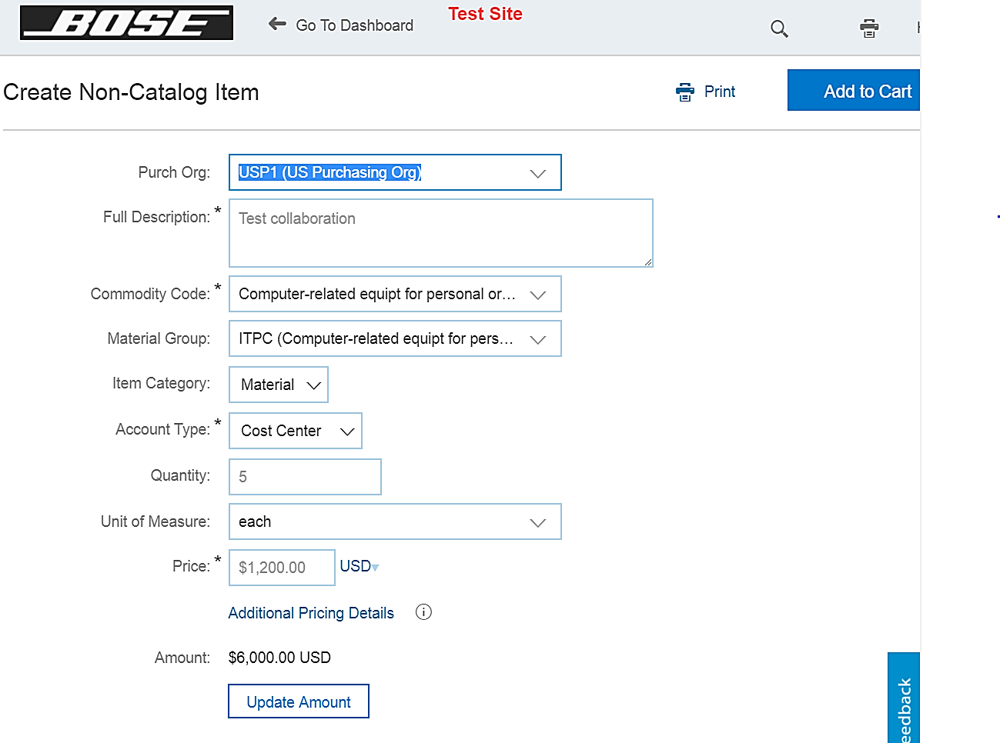 BOSE
Go To Dashboard
Test Site
Create Non-Catalog Item
Print
Add to Cart
Purch Org:
USP1 (US Purchasing Org)
Full Description: *
Test collaboration
Commodity Code: *
Computer-related equipt for personal or...
Material Group:
ITPC (Computer-related equipt for pers...
Item Category:
Material
Account Type: *
Cost Center
Quantity:
5
Unit of Measure:
each
Price: *
$1,200.00
USD
Additional Pricing Details
Amount:
$6,000.00 USD
Update Amount